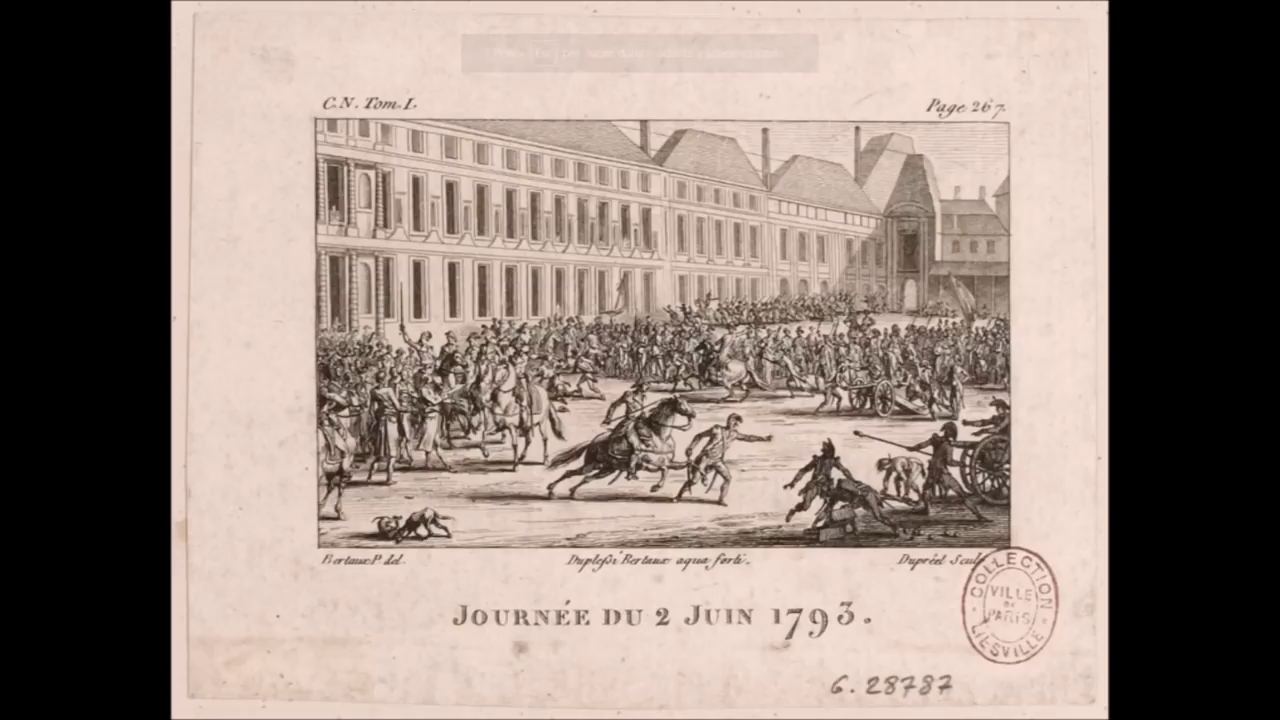 C.N. Tom. I.
Page 267.
Bertaux P. del.
Duplessi Bertaux aqua forti.
Dupréel Sculp
JOURNÉE DU 2 JUIN 1793.
COLLECTION
VILLE
DE
PARIS
LIESVILLE
G. 28787